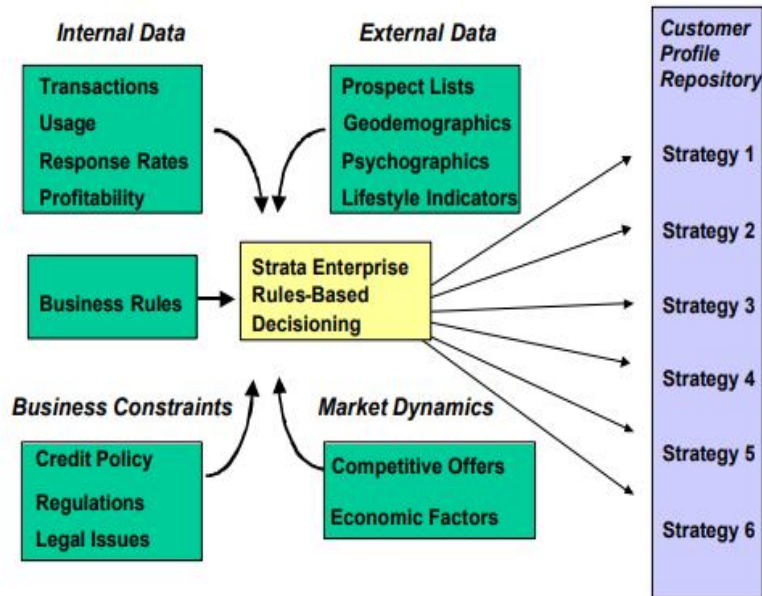 Internal Data
Transactions
Usage
Response Rates
Profitability
External Data
Prospect Lists
Geodemographics
Psychographics
Lifestyle Indicators
Business Rules
Strata Enterprise
Rules-Based
Decisioning
Business Constraints
Credit Policy
Regulations
Legal Issues
Market Dynamics
Competitive Offers
Economic Factors
Customer
Profile
Repository
Strategy 1
Strategy 2
Strategy 3
Strategy 4
Strategy 5
Strategy 6